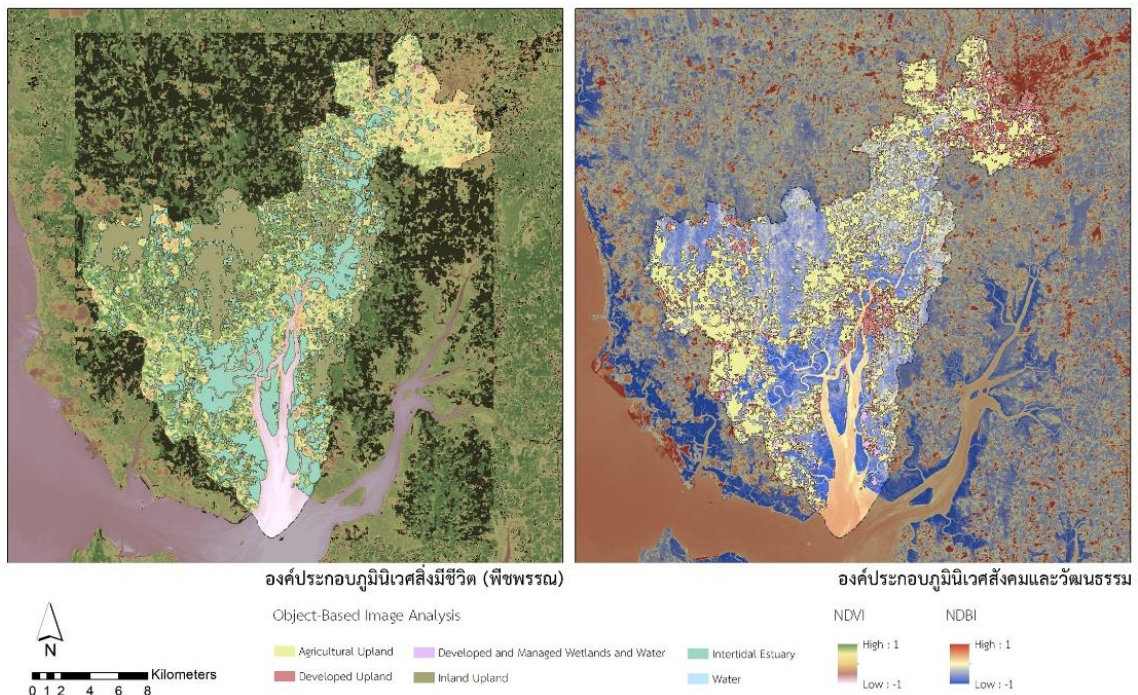 องค์ประกอบภูมินิเวศสิ่งมีชีวิต (พืชพรรณ)
องค์ประกอบภูมินิเวศสังคมและวัฒนธรรม
N
Kilometers
0 1 2 4 6 8
Object-Based Image Analysis
Agricultural Upland
Developed and Managed Wetlands and Water
Intertidal Estuary
Developed Upland
Inland Upland
Water
NDVI
High : 1
Low : -1
NDBI
High : 1
Low : -1